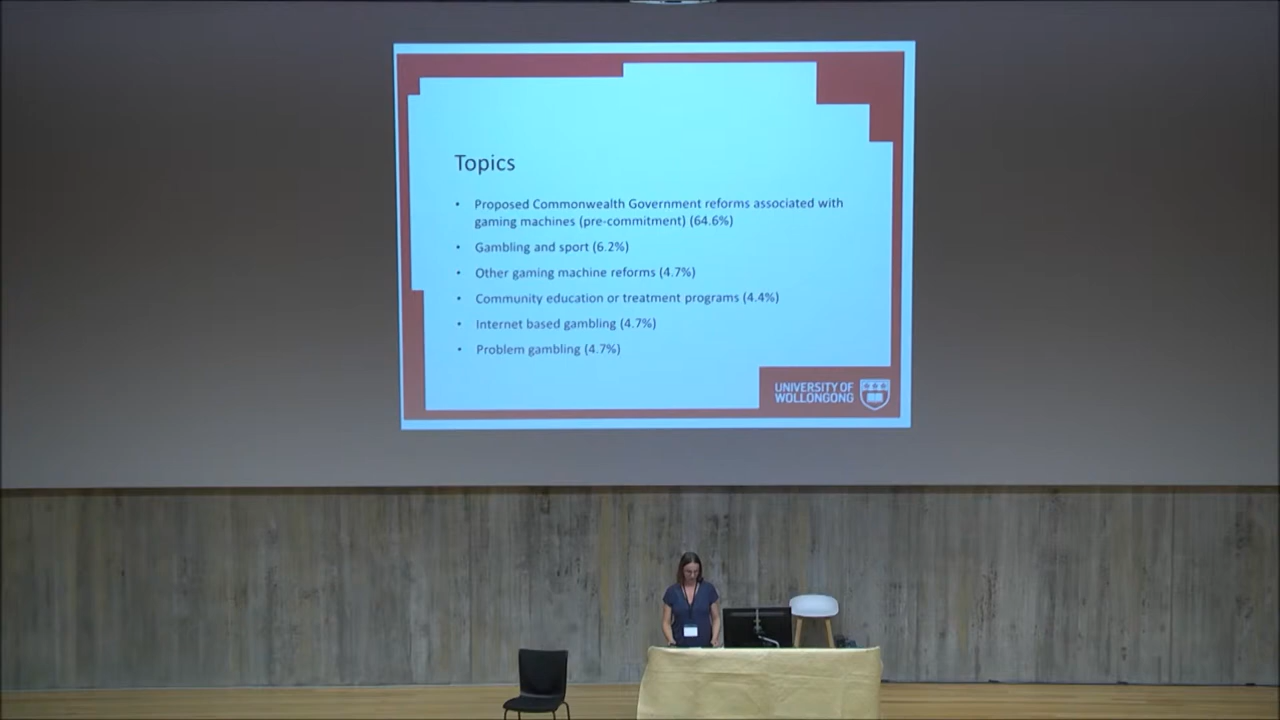 Topics
• Proposed Commonwealth Government reforms associated with
gaming machines (pre-commitment) (64.6%)
• Gambling and sport (6.2%)
• Other gaming machine reforms (4.7%)
• Community education or treatment programs (4.4%)
• Internet based gambling (4.7%)
• Problem gambling (4.7%)
UNIVERSITY OF
WOLLONGONG